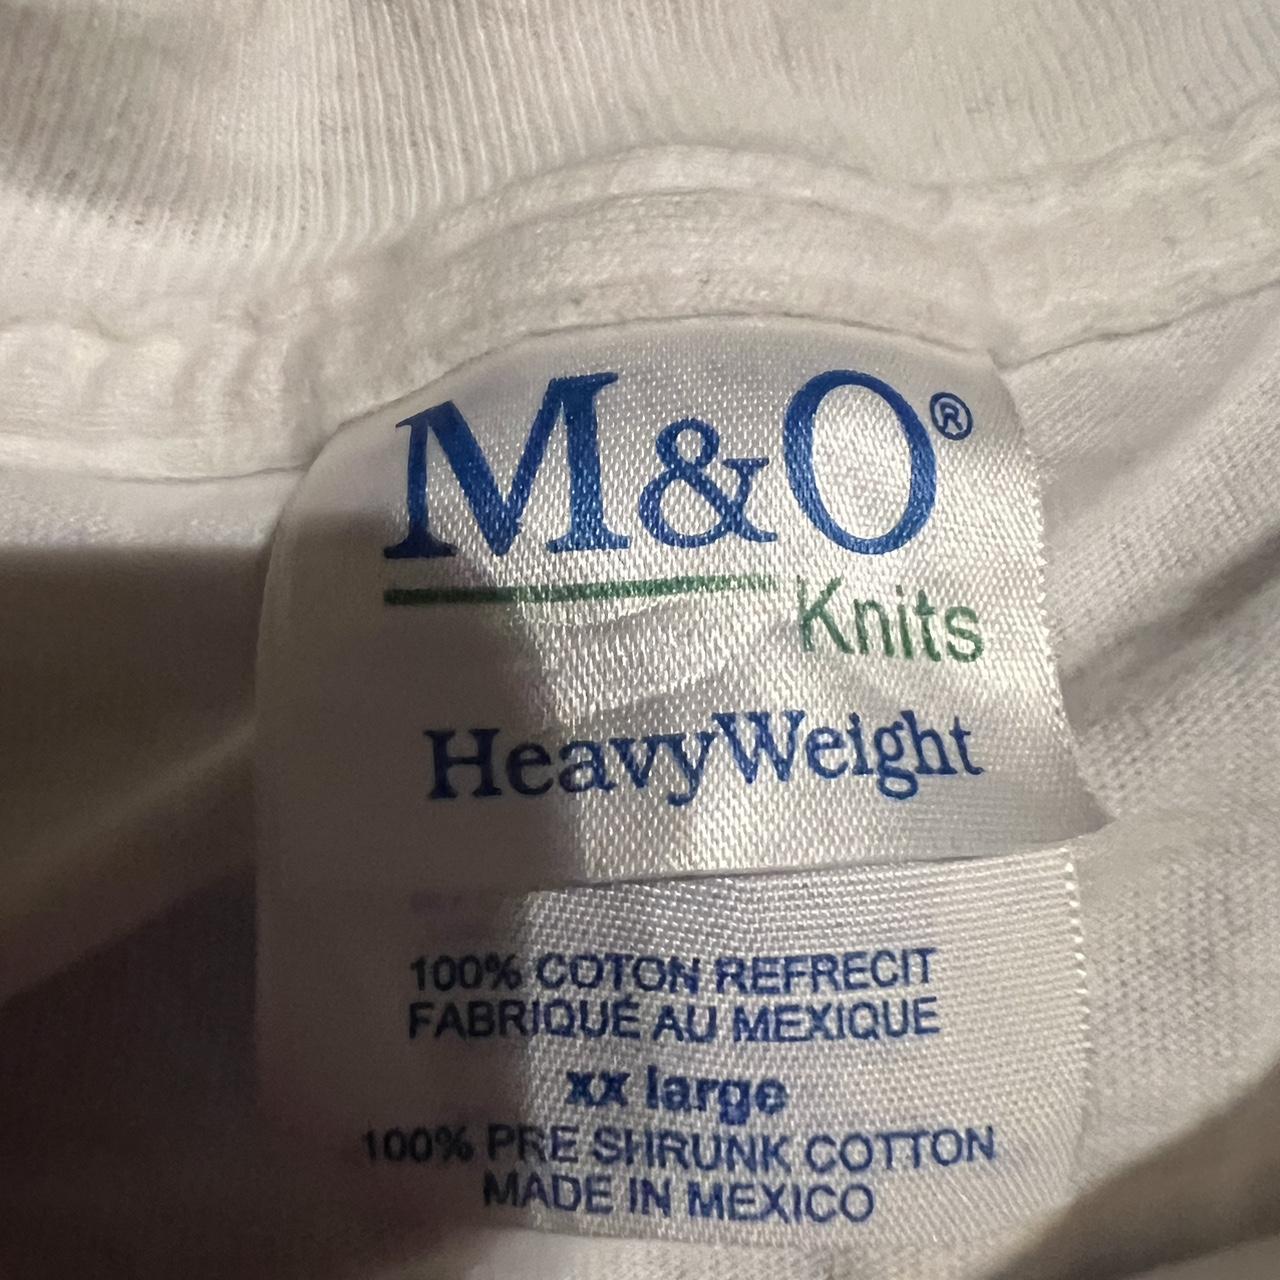 M&O®
Knits
HeavyWeight
100% COTON REFRECIT
FABRIQUÉ AU MEXIQUE
xx large
100% PRE SHRUNK COTTON
MADE IN MEXICO